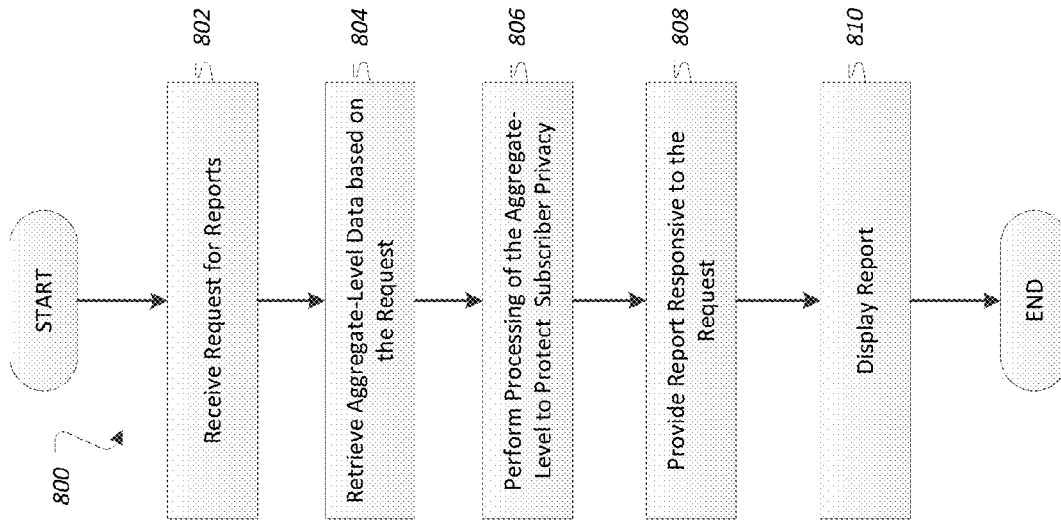 800
START
802
Receive Request for Reports
804
Retrieve Aggregate-Level Data based on
the Request
806
Perform Processing of the Aggregate-
Level to Protect Subscriber Privacy
808
Provide Report Responsive to the
Request
810
Display Report
END